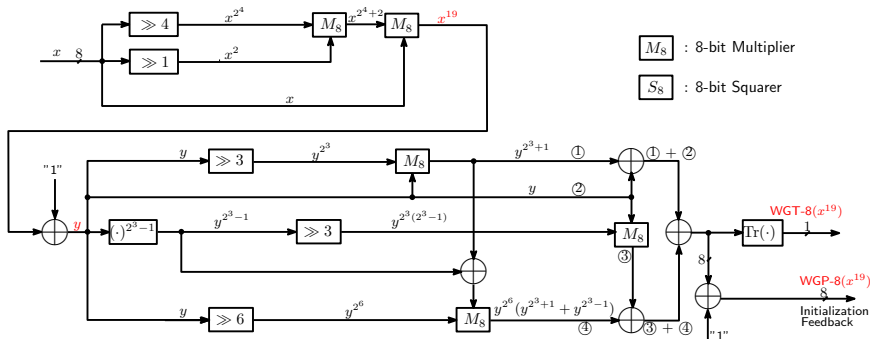 ≫ 4
x^{2^4}
M_8
x^{2^4+2}
M_8
x^{19}
x
8
≫ 1
x^2
x
M_8 : 8-bit Multiplier
S_8 : 8-bit Squarer
"1"
y
≫ 3
y^{2^3}
M_8
y^{2^3+1}
①
① + ②
y
②
y
(·)^{2^3−1}
y^{2^3−1}
≫ 3
y^{2^3(2^3−1)}
M_8
③
Tr(·)
WGT-8(x^{19})
1
8
y
≫ 6
y^{2^6}
M_8
y^{2^6}(y^{2^3+1} + y^{2^3−1})
④
③ + ④
WGP-8(x^{19})
8
Initialization
Feedback
"1"